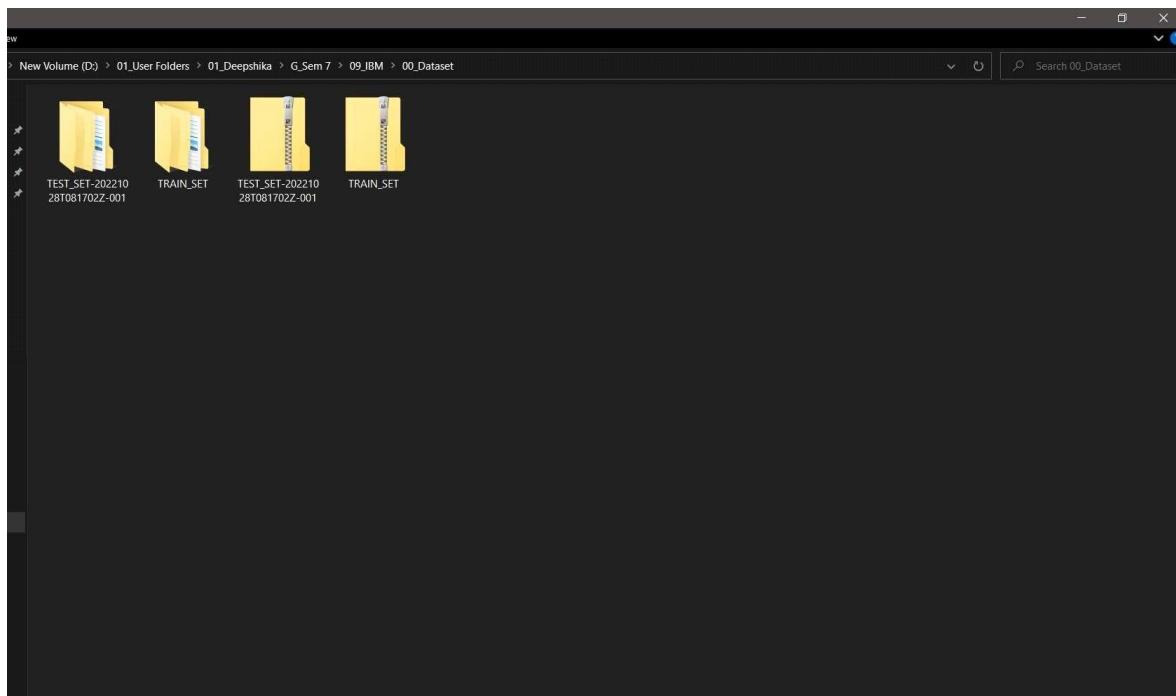 ew
New Volume (D:) > 01_User Folders > 01_Deepshika > G_Sem 7 > 09_IBM > 00_Dataset
Search 00_Dataset
TEST_SET-202210
28T081702Z-001
TRAIN_SET
TEST_SET-202210
28T081702Z-001
TRAIN_SET